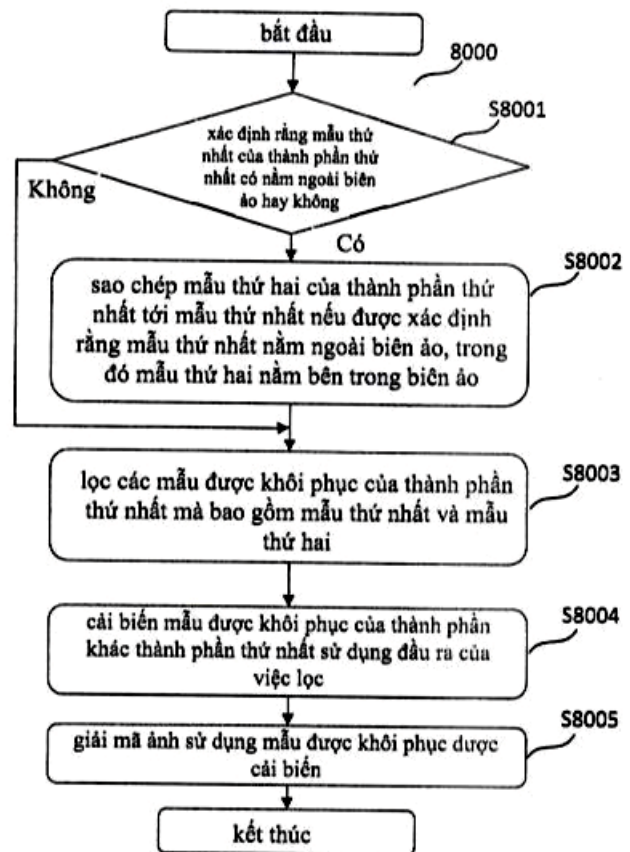 bắt đầu
8000
S8001
xác định rằng mẫu thứ
nhất của thành phần thứ
nhất có nằm ngoài biên
ảo hay không
Không
Có
S8002
sao chép mẫu thứ hai của thành phần thứ
nhất tới mẫu thứ nhất nếu được xác định
rằng mẫu thứ nhất nằm ngoài biên ảo, trong
đó mẫu thứ hai nằm bên trong biên ảo
S8003
lọc các mẫu được khôi phục của thành phần
thứ nhất mà bao gồm mẫu thứ nhất và mẫu
thứ hai
S8004
cải biến mẫu được khôi phục của thành phần
khác thành phần thứ nhất sử dụng đầu ra của
việc lọc
S8005
giải mã ảnh sử dụng mẫu được khôi phục được
cải biến
kết thúc